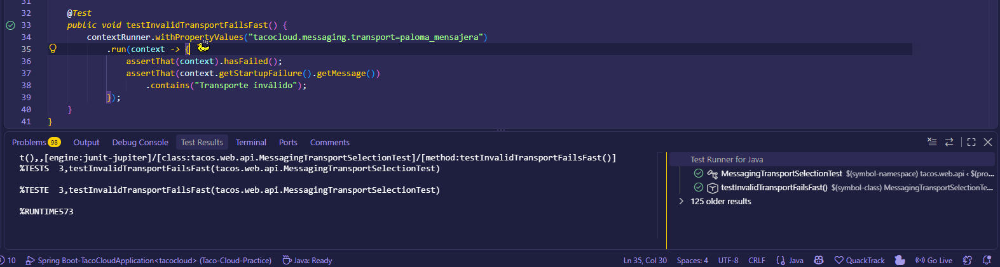 31
32 @Test
33 public void testInvalidTransportFailsFast() {
34 contextRunner.withPropertyValues("tacocloud.messaging.transport=paloma_mensajera")
35 .run(context -> {
36 assertThat(context).hasFailed();
37 assertThat(context.getStartupFailure().getMessage())
38 .contains("Transporte inválido");
39 });
40 }
41 }
Problems 98 Output Debug Console Test Results Terminal Ports Comments
t(),,[engine:junit-jupiter]/[class:tacos.web.api.MessagingTransportSelectionTest]/[method:testInvalidTransportFailsFast()]
%TESTS 3,testInvalidTransportFailsFast(tacos.web.api.MessagingTransportSelectionTest)
%TESTE 3,testInvalidTransportFailsFast(tacos.web.api.MessagingTransportSelectionTest)
%RUNTIME573
Test Runner for Java
MessagingTransportSelectionTest $(symbol-namespace) tacos.web.api < $(pro...
testInvalidTransportFailsFast() $(symbol-class) MessagingTransportSelectionTe...
125 older results
10 Spring Boot-TacoCloudApplication<tacocloud> (Taco-Cloud-Practice) Java: Ready Ln 35, Col 30 Spaces: 4 UTF-8 CRLF {} Java QuackTrack Go Live